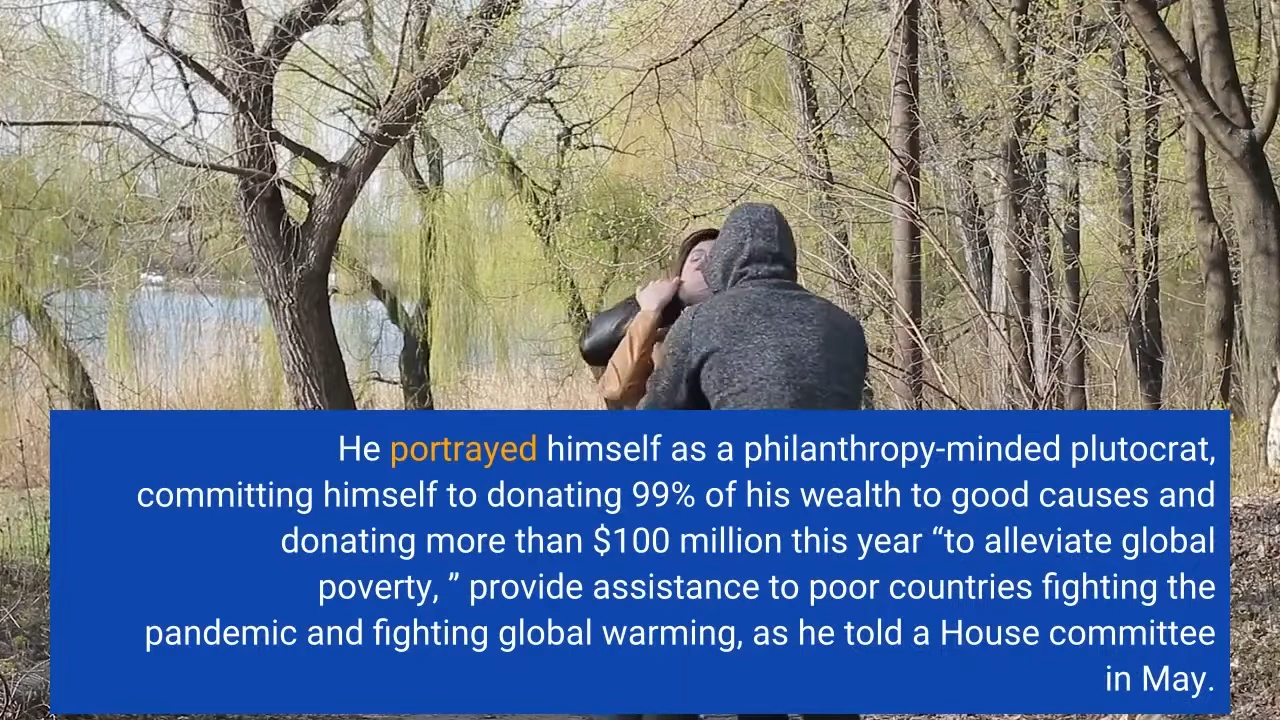 He portrayed himself as a philanthropy-minded plutocrat,
committing himself to donating 99% of his wealth to good causes and
donating more than $100 million this year “to alleviate global
poverty, ” provide assistance to poor countries fighting the
pandemic and fighting global warming, as he told a House committee
in May.